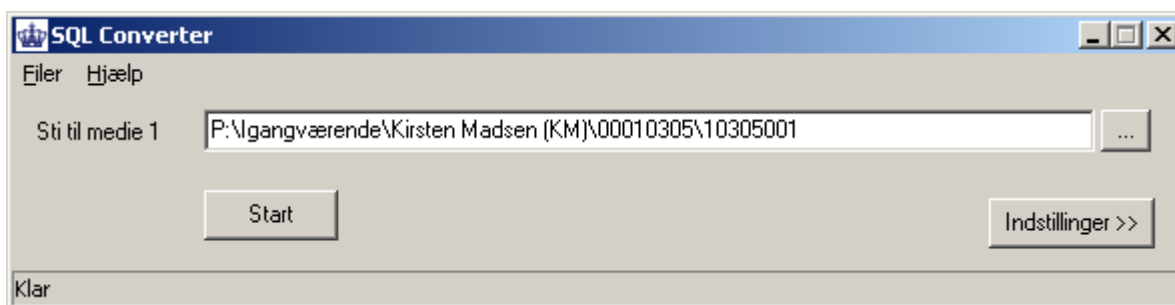 SQL Converter
Filer Hjælp
Sti til medie 1 P:\Igangværende\Kirsten Madsen (KM)\00010305\10305001 ...
Start Indstillinger >>
Klar